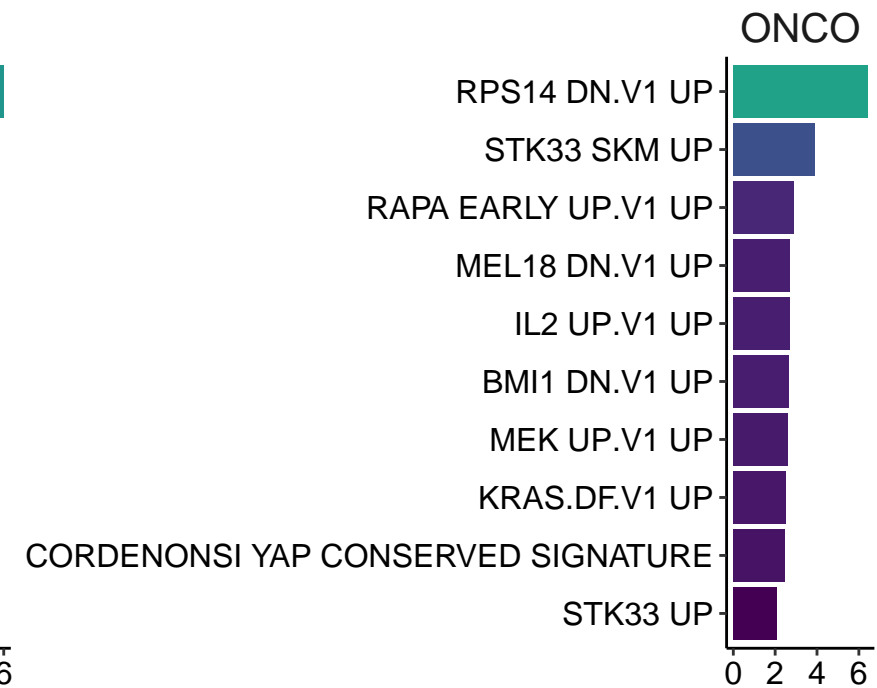 ONCO
RPS14 DN.V1 UP
STK33 SKM UP
RAPA EARLY UP.V1 UP
MEL18 DN.V1 UP
IL2 UP.V1 UP
BMI1 DN.V1 UP
MEK UP.V1 UP
KRAS.DF.V1 UP
CORDENONSI YAP CONSERVED SIGNATURE
STK33 UP
6 0 2 4 6